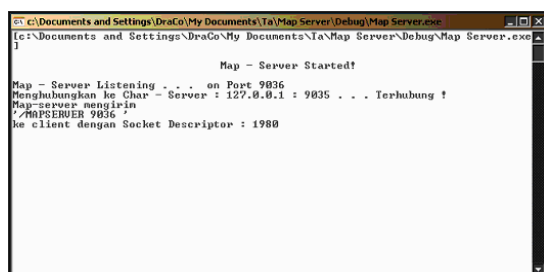 c:\Documents and Settings\DraCo\My Documents\Ta\Map Server\Debug\Map Server.exe
[c:\Documents and Settings\DraCo\My Documents\Ta\Map Server\Debug\Map Server.exe
]
Map - Server Started!
Map - Server Listening . . . on Port 9036
Menghubungkan ke Char - Server : 127.0.0.1 : 9035 . . . Terhubung !
Map-server mengirim
'/MAPSERVER 9036 '
ke client dengan Socket Descriptor : 1980